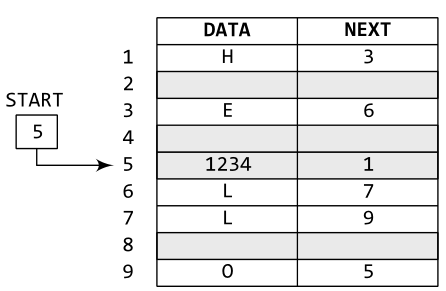 DATA NEXT
1 H 3
2
3 E 6
START
4
5
5 1234 1
6 L 7
7 L 9
8
9 O 5